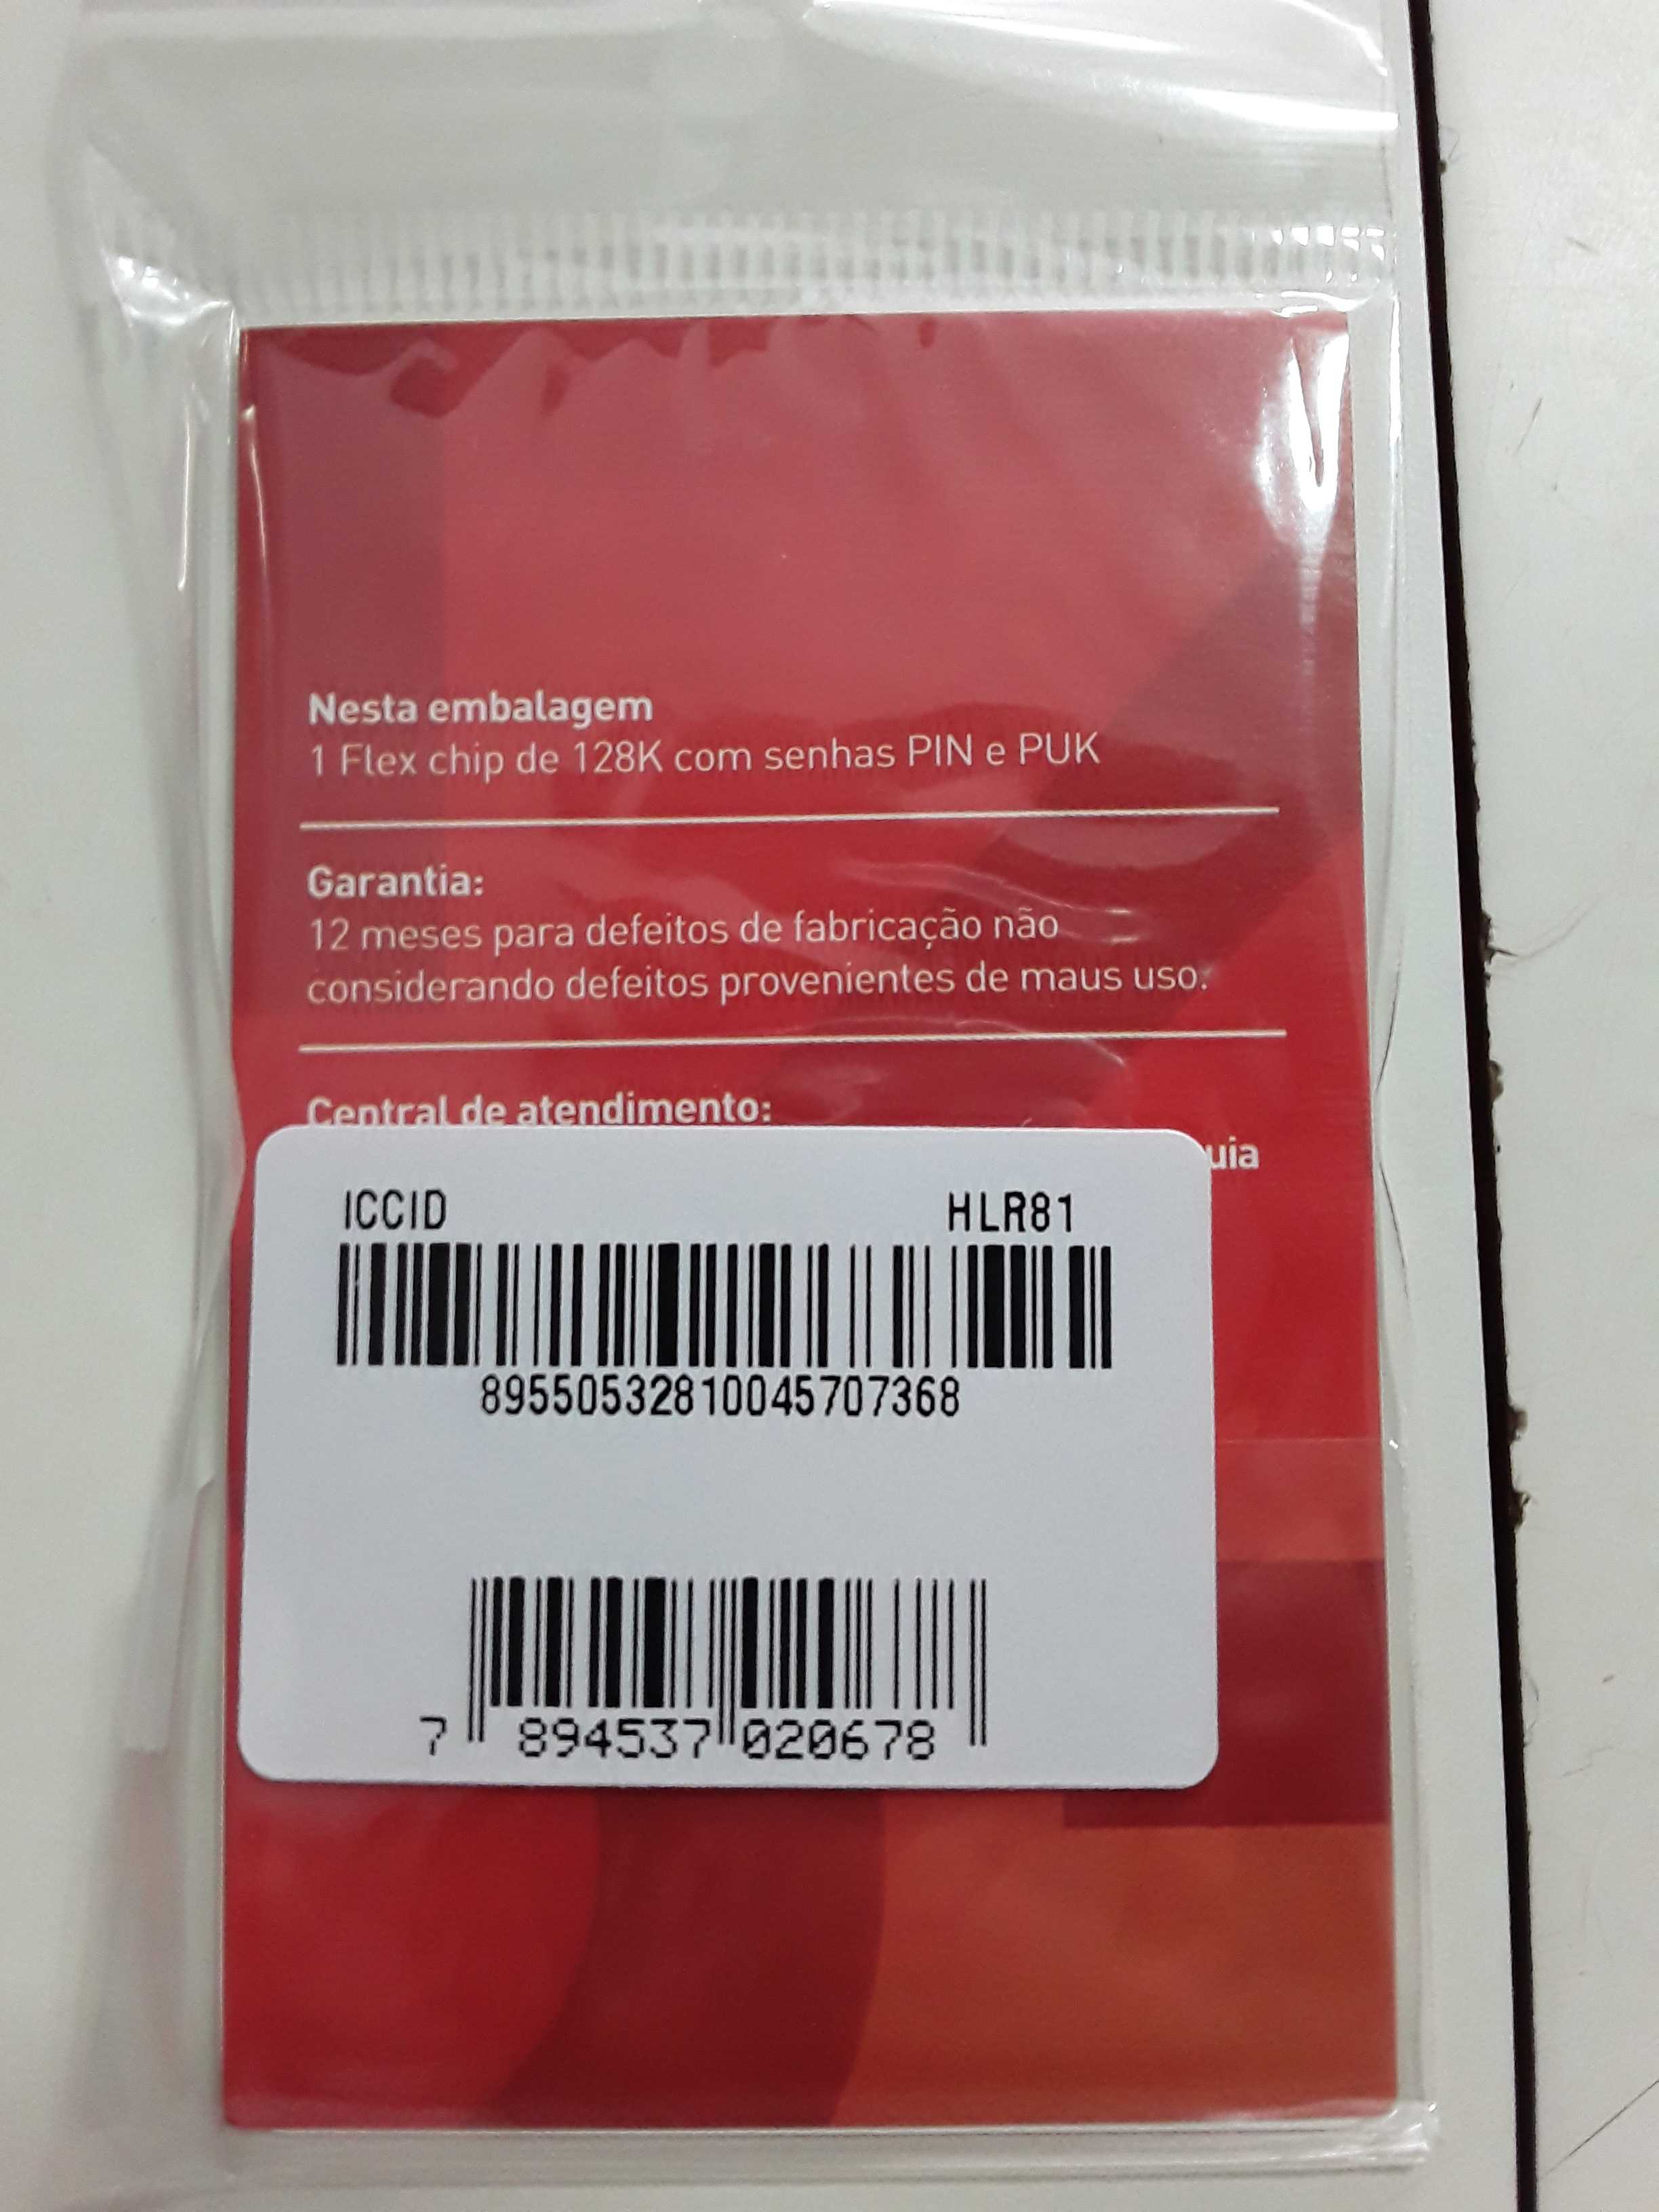 Nesta embalagem
1 Flex chip de 128K com senhas PIN e PUK
Garantia:
12 meses para defeitos de fabricação não
considerando defeitos provenientes de maus uso.
Central de atendimento:
uia
ICCID HLR81
89550532810045707368
7 894537 020678